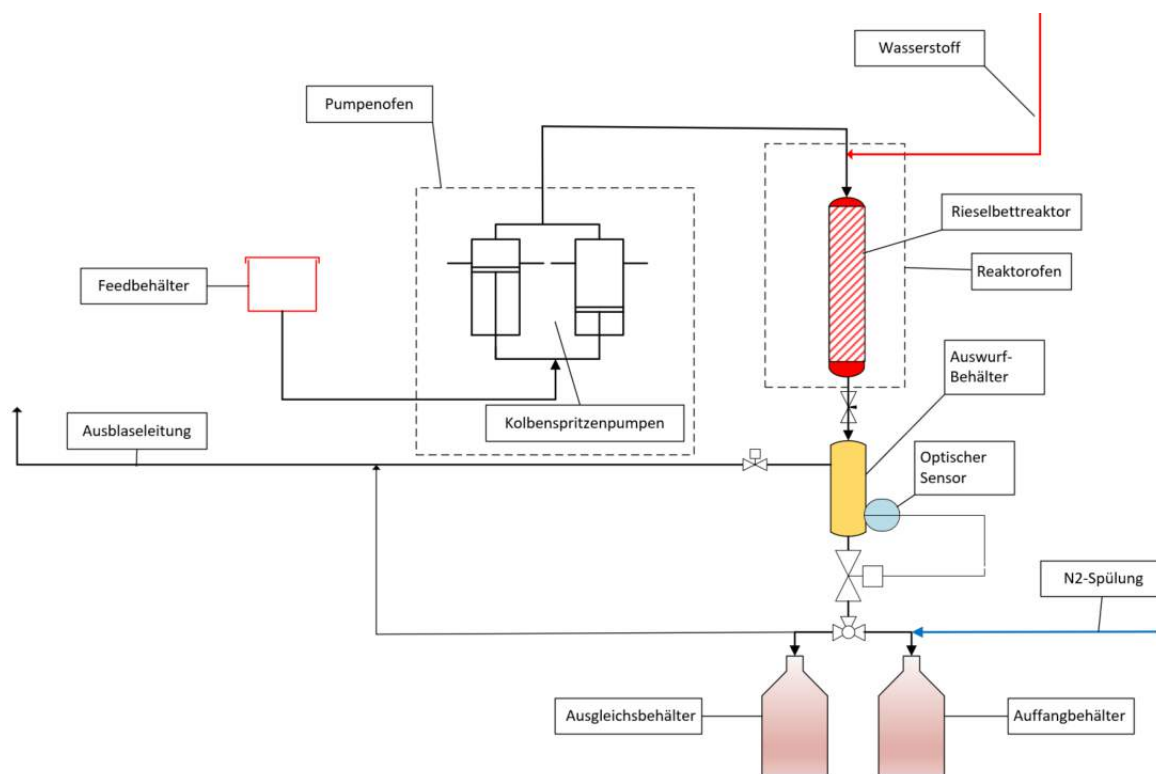 Wasserstoff
Pumpenofen
Rieselbettreaktor
Feedbehälter
Reaktorofen
Auswurf-
Behälter
Kolbenspritzenpumpen
Ausblaseleitung
Optischer
Sensor
N2-Spülung
Ausgleichsbehälter
Auffangbehälter